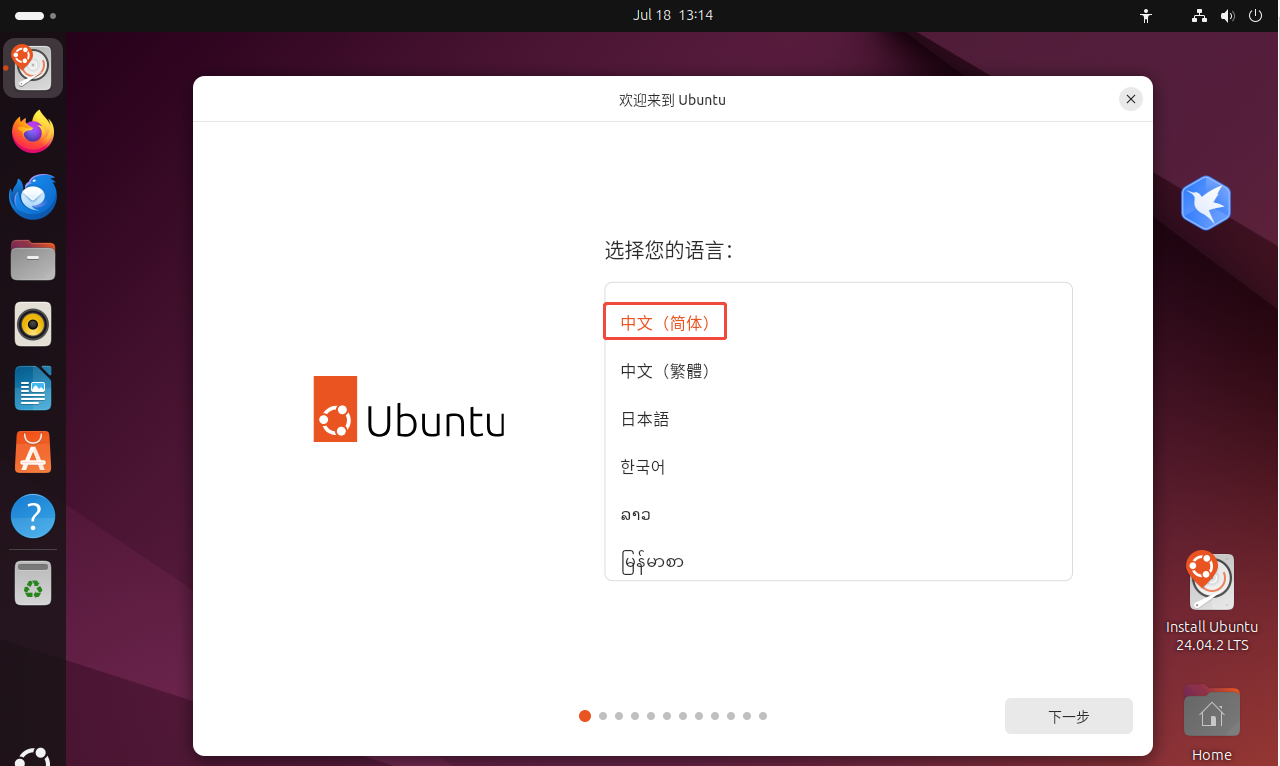 Jul 18 13:14
欢迎来到 Ubuntu
选择您的语言：
中文（简体）
中文（繁體）
日本語
한국어
ລາວ
မြန်မာစာ
Ubuntu
下一步
Install Ubuntu
24.04.2 LTS
Home